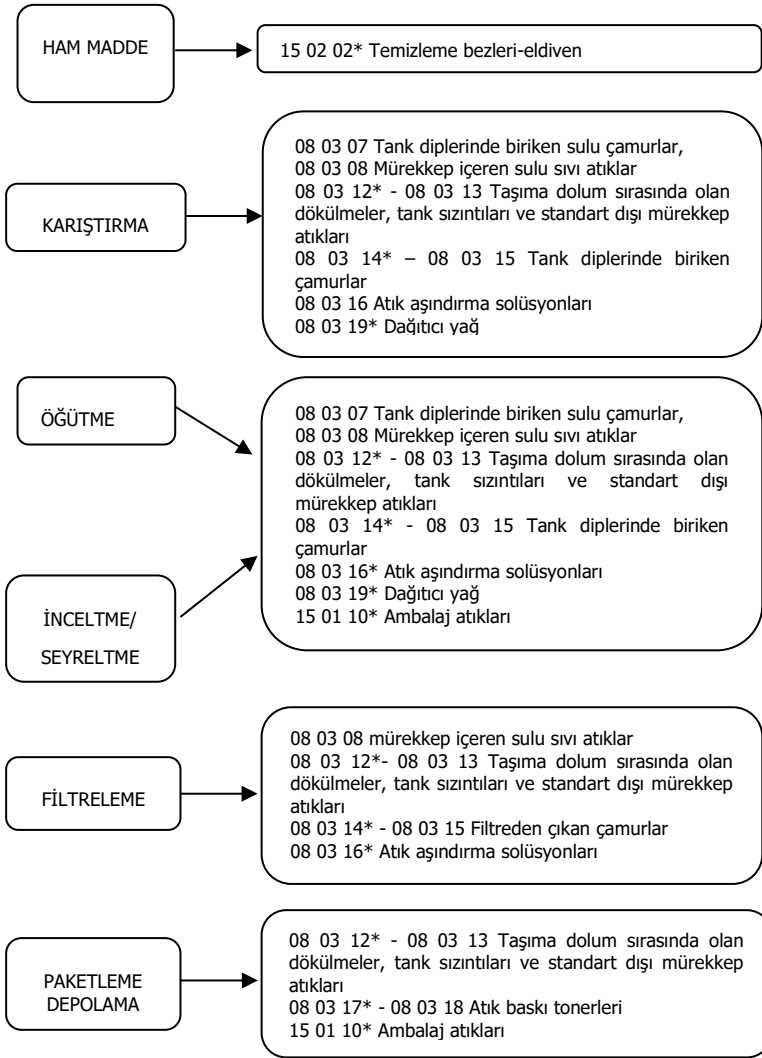 HAM MADDE
15 02 02* Temizleme bezleri-eldiven
KARIŞTIRMA
08 03 07 Tank diplerinde biriken sulu çamurlar,
08 03 08 Mürekkep içeren sulu sıvı atıklar
08 03 12* - 08 03 13 Taşıma dolum sırasında olan
dökülmeler, tank sızıntıları ve standart dışı mürekkep
atıkları
08 03 14* – 08 03 15 Tank diplerinde biriken
çamurlar
08 03 16 Atık aşındırma solüsyonları
08 03 19* Dağıtıcı yağ
ÖĞÜTME
İNCELTME/
SEYRELTME
08 03 07 Tank diplerinde biriken sulu çamurlar,
08 03 08 Mürekkep içeren sulu sıvı atıklar
08 03 12* - 08 03 13 Taşıma dolum sırasında olan
dökülmeler, tank sızıntıları ve standart dışı
mürekkep atıkları
08 03 14* - 08 03 15 Tank diplerinde biriken
çamurlar
08 03 16* Atık aşındırma solüsyonları
08 03 19* Dağıtıcı yağ
15 01 10* Ambalaj atıkları
FİLTRELEME
08 03 08 mürekkep içeren sulu sıvı atıklar
08 03 12*- 08 03 13 Taşıma dolum sırasında olan
dökülmeler, tank sızıntıları ve standart dışı mürekkep
atıkları
08 03 14* - 08 03 15 Filtreden çıkan çamurlar
08 03 16* Atık aşındırma solüsyonları
PAKETLEME
DEPOLAMA
08 03 12* - 08 03 13 Taşıma dolum sırasında olan
dökülmeler, tank sızıntıları ve standart dışı mürekkep
atıkları
08 03 17* - 08 03 18 Atık baskı tonerleri
15 01 10* Ambalaj atıkları